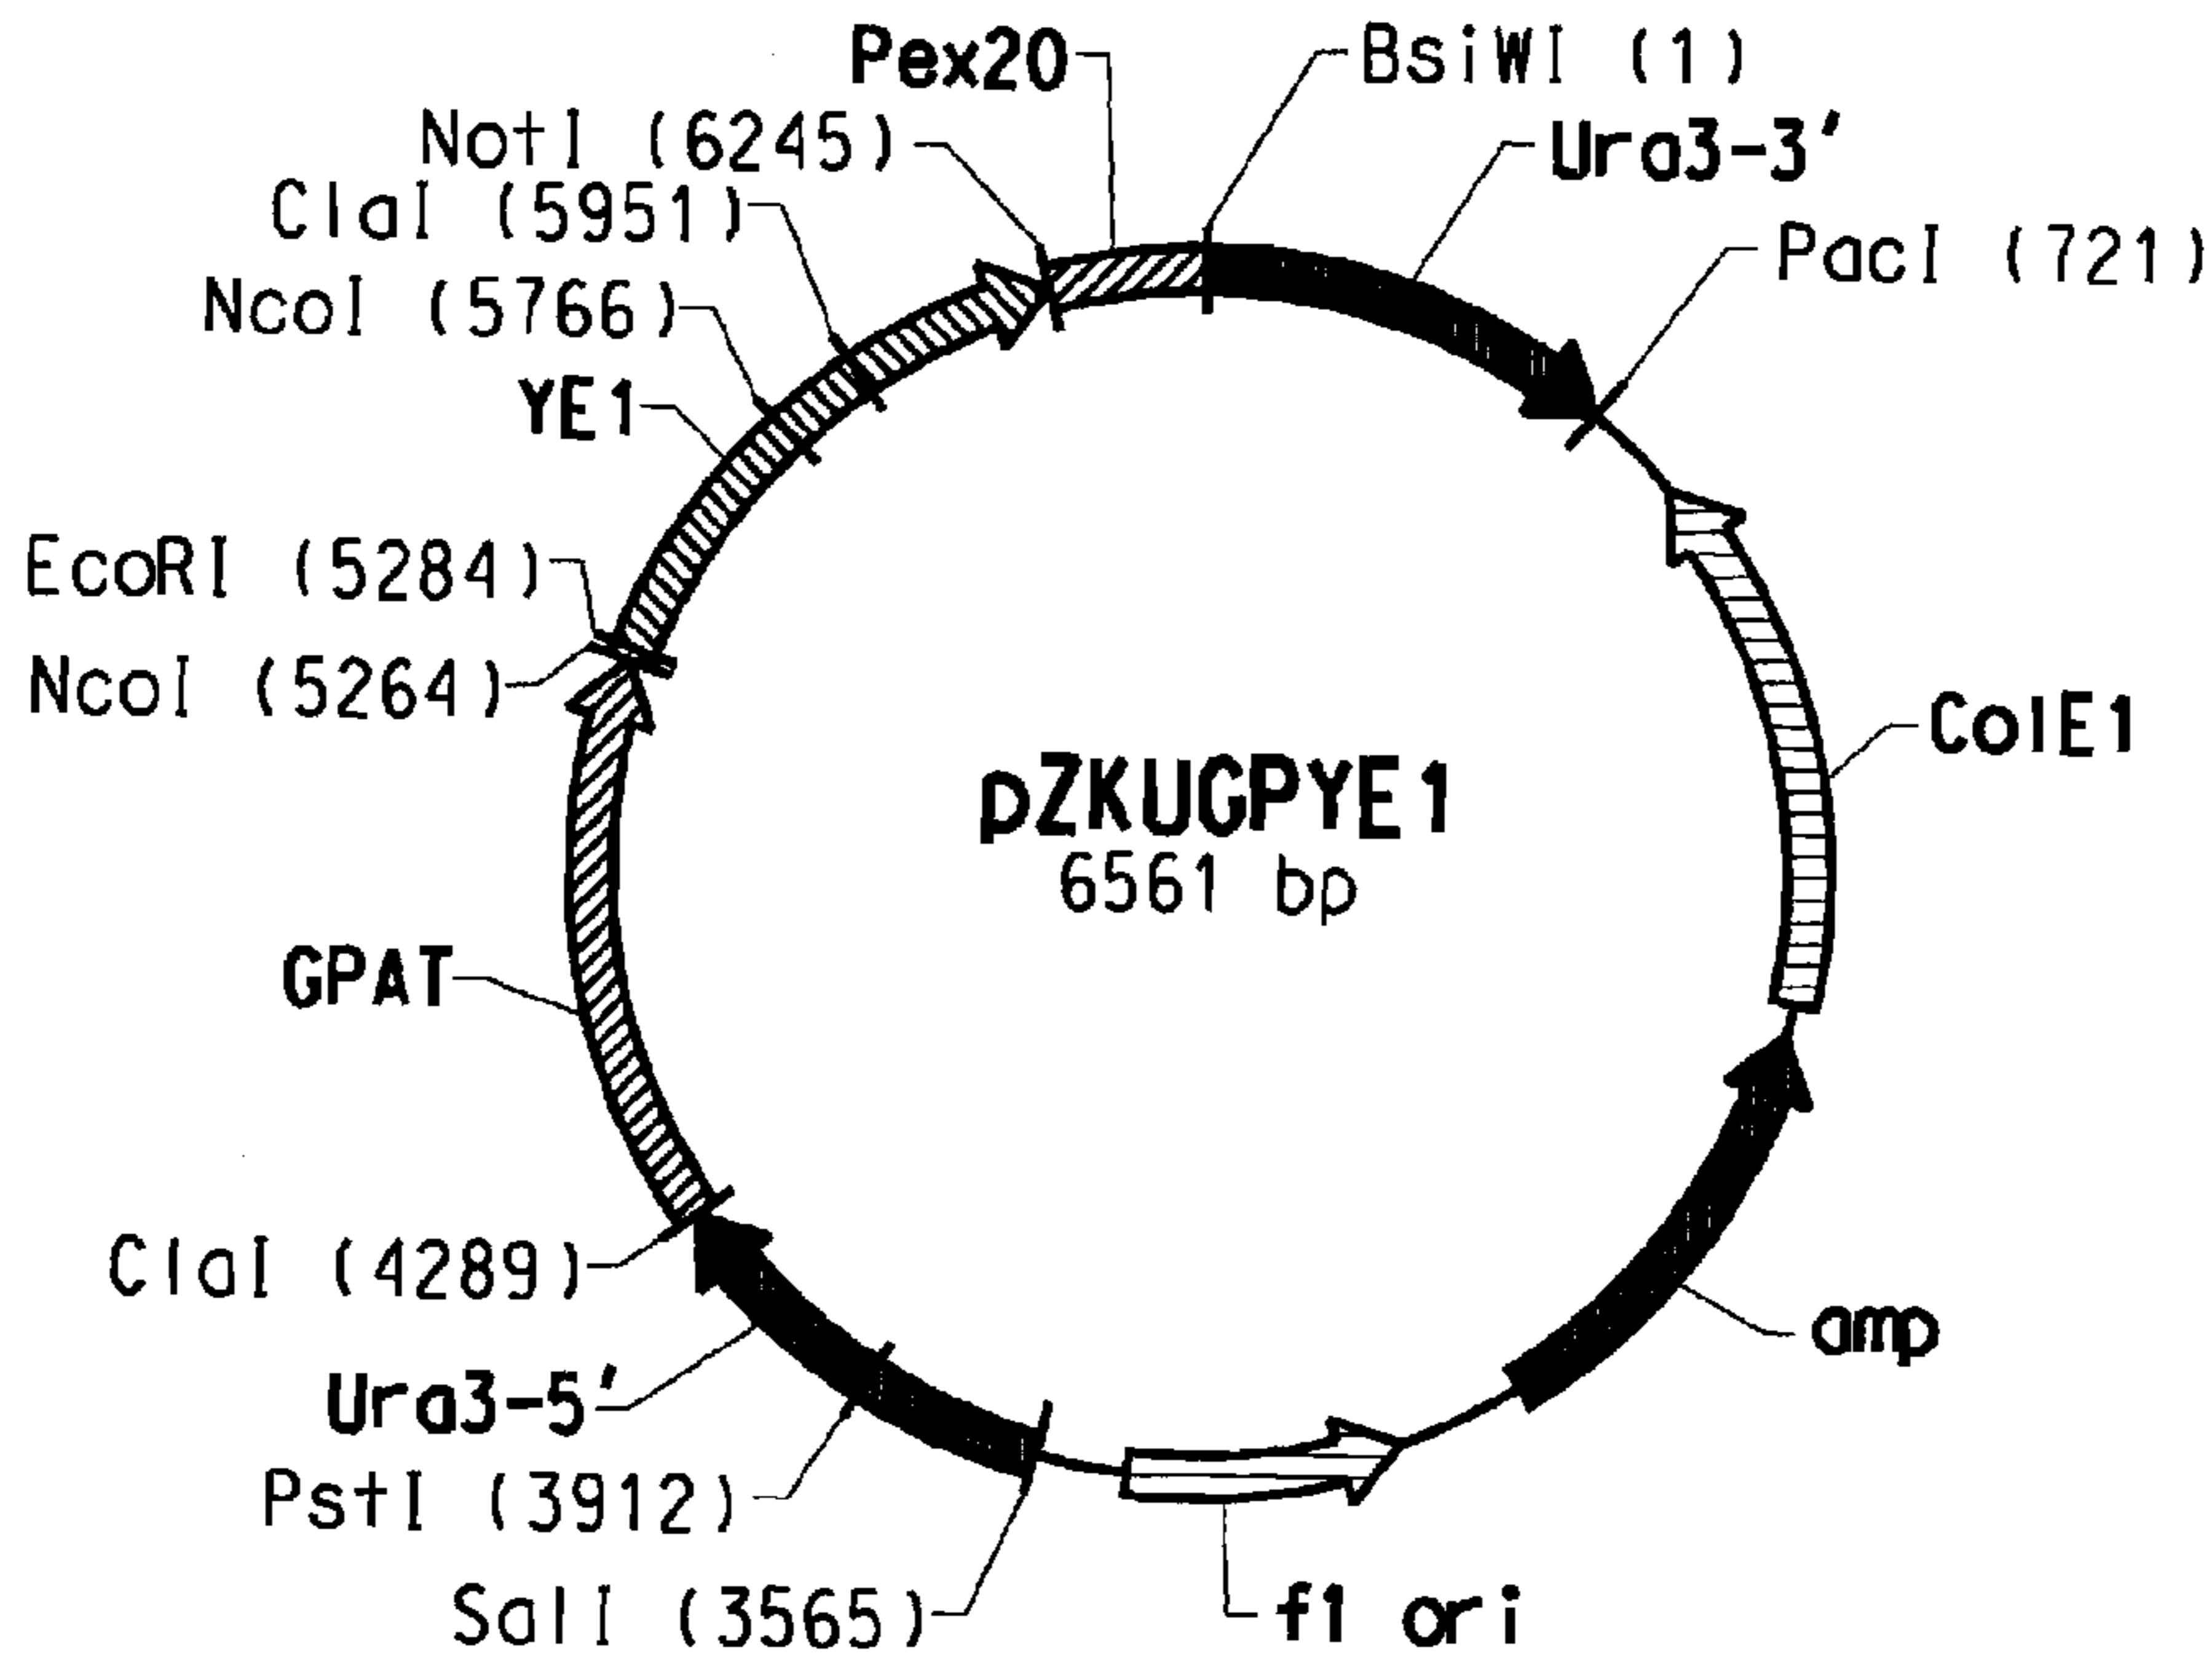 Pex20
BsiWI (1)
NotI (6245)
Ura3-3'
ClaI (5951)
PacI (721)
NcoI (5766)
YE1
EcoRI (5284)
NcoI (5264)
ColE1
pZKUGPYE1
6561 bp
GPAT
ClaI (4289)
amp
Ura3-5'
PstI (3912)
SalI (3565)
f1 ori